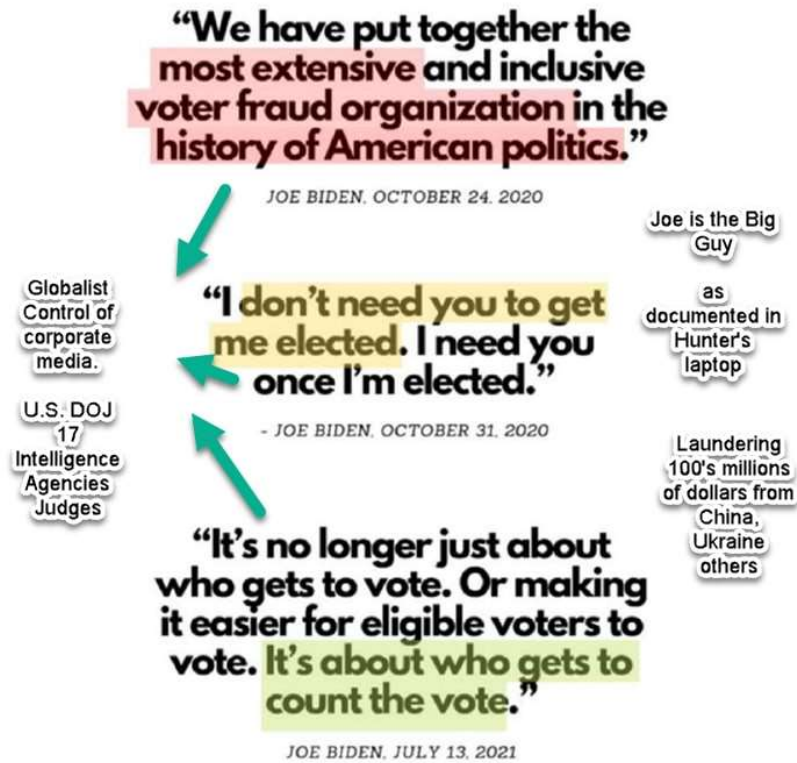 “We have put together the
most extensive and inclusive
voter fraud organization in the
history of American politics.”
JOE BIDEN, OCTOBER 24, 2020
Joe is the Big
Guy
as
documented in
Hunter's
laptop
Globalist
Control of
corporate
media.
U.S. DOJ
17
Intelligence
Agencies
Judges
“I don’t need you to get
me elected. I need you
once I’m elected.”
- JOE BIDEN, OCTOBER 31, 2020
Laundering
100's millions
of dollars from
China,
Ukraine
others
“It’s no longer just about
who gets to vote. Or making
it easier for eligible voters to
vote. It’s about who gets to
count the vote.”
JOE BIDEN, JULY 13, 2021